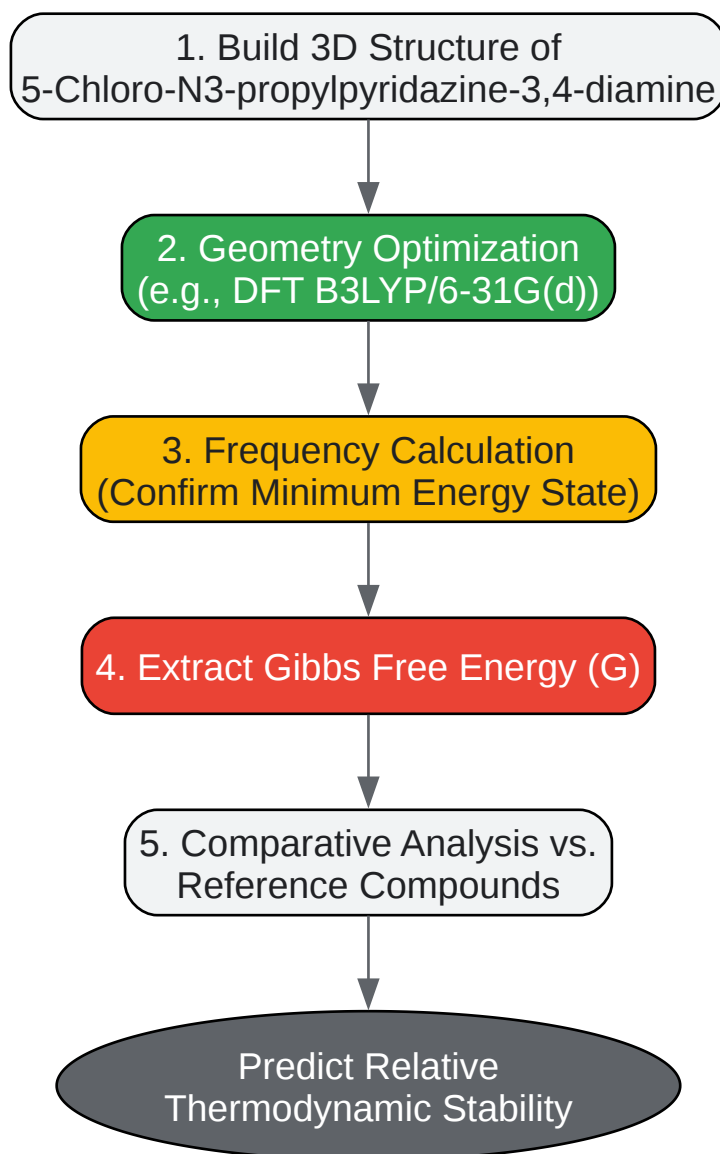 1. Build 3D Structure of
5-Chloro-N3-propylpyridazine-3,4-diamine
2. Geometry Optimization
(e.g., DFT B3LYP/6-31G(d))
3. Frequency Calculation
(Confirm Minimum Energy State)
4. Extract Gibbs Free Energy (G)
5. Comparative Analysis vs.
Reference Compounds
Predict Relative
Thermodynamic Stability